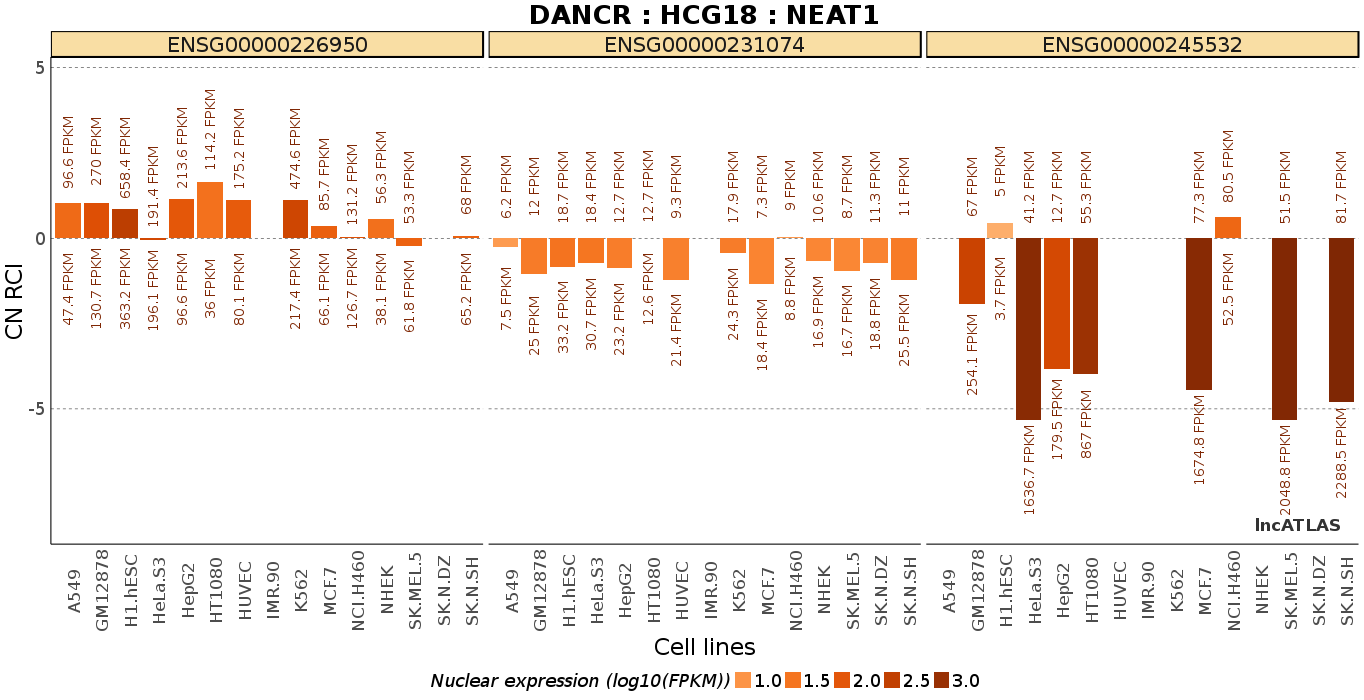 DANCR : HCG18 : NEAT1
ENSG00000226950
ENSG00000231074
ENSG00000245532
CN RCI
5
0
-5
96.6 FPKM
270 FPKM
658.4 FPKM
191.4 FPKM
213.6 FPKM
114.2 FPKM
175.2 FPKM
474.6 FPKM
85.7 FPKM
131.2 FPKM
56.3 FPKM
53.3 FPKM
68 FPKM
47.4 FPKM
130.7 FPKM
363.2 FPKM
196.1 FPKM
96.6 FPKM
36 FPKM
80.1 FPKM
217.4 FPKM
66.1 FPKM
126.7 FPKM
38.1 FPKM
61.8 FPKM
65.2 FPKM
6.2 FPKM
12 FPKM
18.7 FPKM
18.4 FPKM
12.7 FPKM
12.7 FPKM
9.3 FPKM
17.9 FPKM
7.3 FPKM
9 FPKM
10.6 FPKM
8.7 FPKM
11.3 FPKM
11 FPKM
7.5 FPKM
25 FPKM
33.2 FPKM
30.7 FPKM
23.2 FPKM
12.6 FPKM
21.4 FPKM
24.3 FPKM
18.4 FPKM
8.8 FPKM
16.9 FPKM
16.7 FPKM
18.8 FPKM
25.5 FPKM
67 FPKM
5 FPKM
41.2 FPKM
12.7 FPKM
55.3 FPKM
77.3 FPKM
80.5 FPKM
51.5 FPKM
81.7 FPKM
254.1 FPKM
3.7 FPKM
1636.7 FPKM
179.5 FPKM
867 FPKM
1674.8 FPKM
52.5 FPKM
2048.8 FPKM
2288.5 FPKM
lncATLAS
A549
GM12878
H1.hESC
HeLa.S3
HepG2
HT1080
HUVEC
IMR.90
K562
MCF.7
NCI.H460
NHEK
SK.MEL.5
SK.N.DZ
SK.N.SH
A549
GM12878
H1.hESC
HeLa.S3
HepG2
HT1080
HUVEC
IMR.90
K562
MCF.7
NCI.H460
NHEK
SK.MEL.5
SK.N.DZ
SK.N.SH
A549
GM12878
H1.hESC
HeLa.S3
HepG2
HT1080
HUVEC
IMR.90
K562
MCF.7
NCI.H460
NHEK
SK.MEL.5
SK.N.DZ
SK.N.SH
Cell lines
Nuclear expression (log10(FPKM)) 1.0 1.5 2.0 2.5 3.0